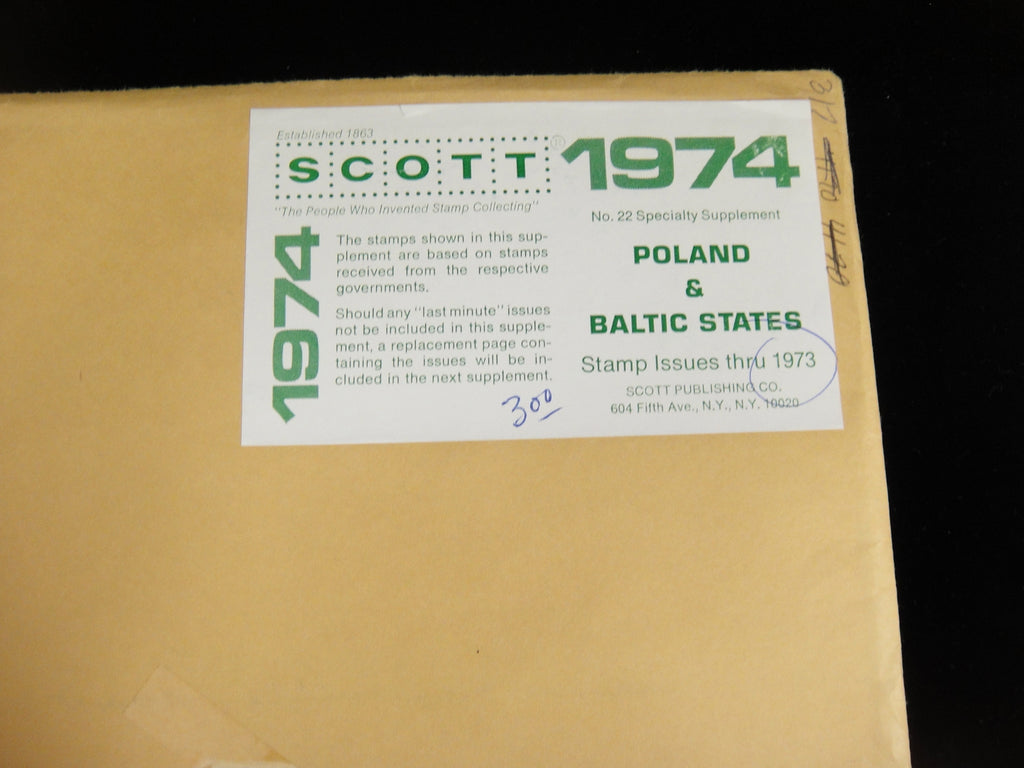 Established 1863
SCOTT®
"The People Who Invented Stamp Collecting"
1974
The stamps shown in this sup-
plement are based on stamps
received from the respective
governments.
Should any "last minute" issues
not be included in this supple-
ment, a replacement page con-
taining the issues will be in-
cluded in the next supplement.
300
1974
No. 22 Specialty Supplement
POLAND
&
BALTIC STATES
Stamp Issues thru 1973
SCOTT PUBLISHING CO.
604 Fifth Ave., N.Y., N.Y. 10020